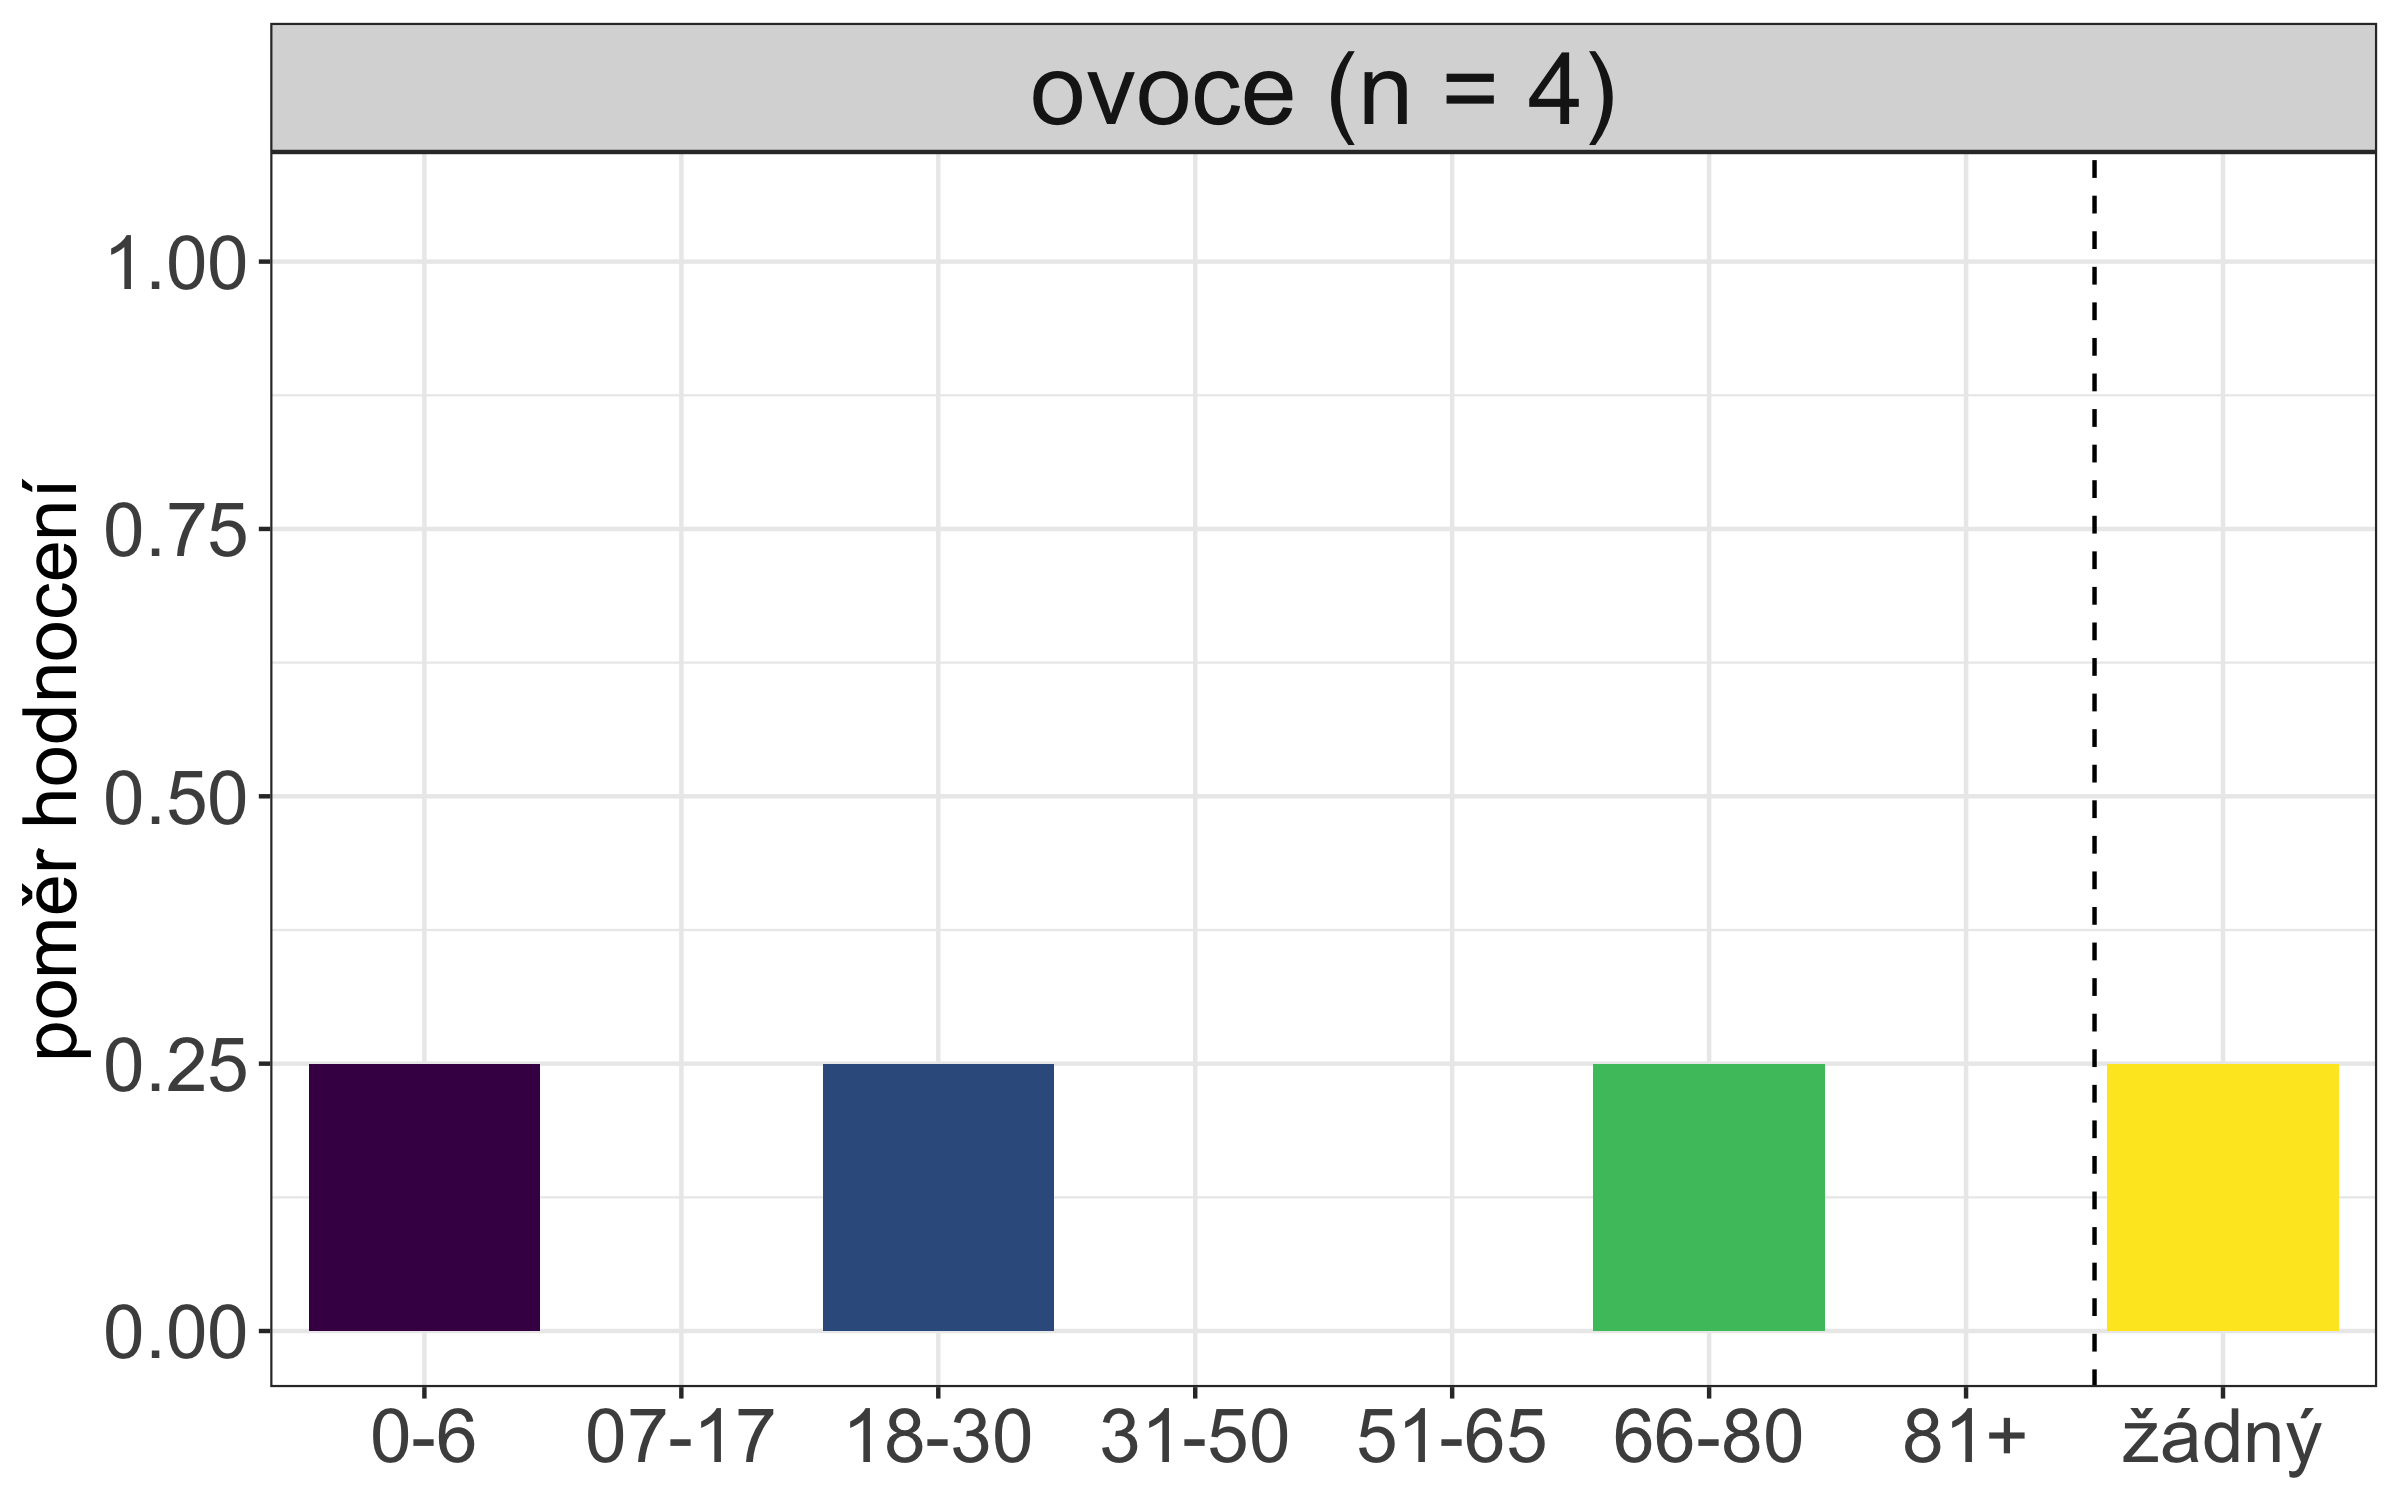 ovoce (n = 4)
poměr hodnocení
1.00
0.75
0.50
0.25
0.00
0-6 07-17 18-30 31-50 51-65 66-80 81+ žádný